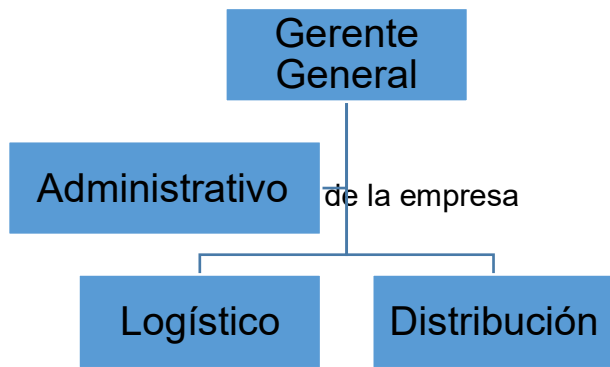 Gerente
General
Administrativo
de la empresa
Logístico
Distribución